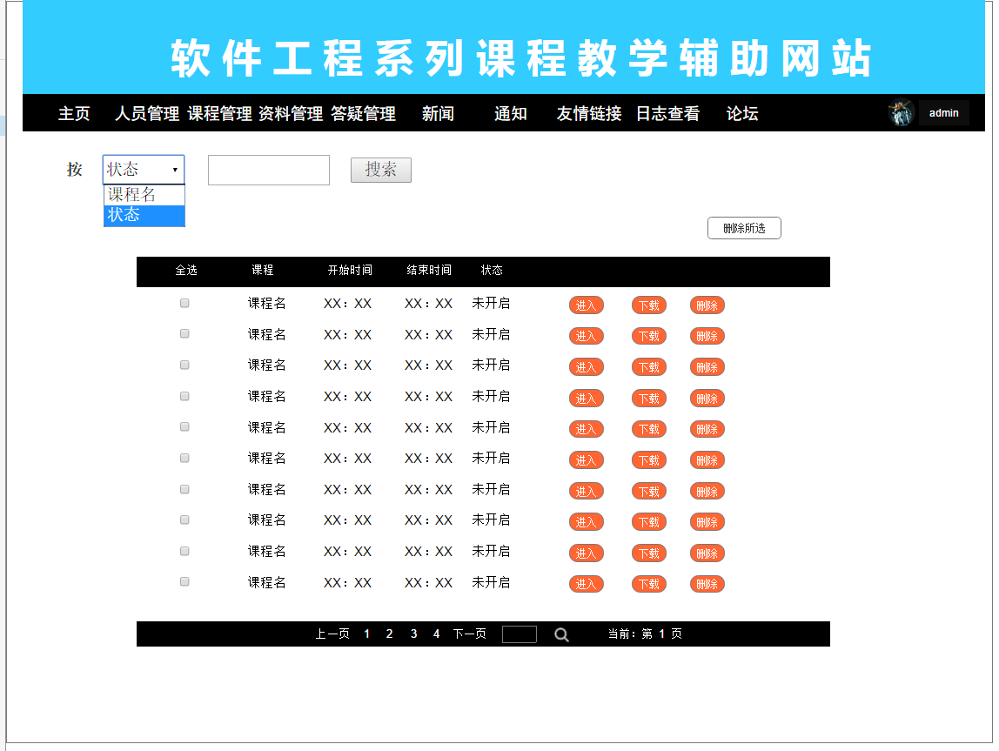 软件工程系列课程教学辅助网站
主页 人员管理 课程管理 资料管理 答疑管理 新闻 通知 友情链接 日志查看 论坛 admin
按 状态 搜索
课程名
状态
删除所选
全选 课程 开始时间 结束时间 状态
课程名 XX：XX XX：XX 未开启 进入 下载 删除
课程名 XX：XX XX：XX 未开启 进入 下载 删除
课程名 XX：XX XX：XX 未开启 进入 下载 删除
课程名 XX：XX XX：XX 未开启 进入 下载 删除
课程名 XX：XX XX：XX 未开启 进入 下载 删除
课程名 XX：XX XX：XX 未开启 进入 下载 删除
课程名 XX：XX XX：XX 未开启 进入 下载 删除
课程名 XX：XX XX：XX 未开启 进入 下载 删除
课程名 XX：XX XX：XX 未开启 进入 下载 删除
课程名 XX：XX XX：XX 未开启 进入 下载 删除
上一页 1 2 3 4 下一页 当前：第 1 页